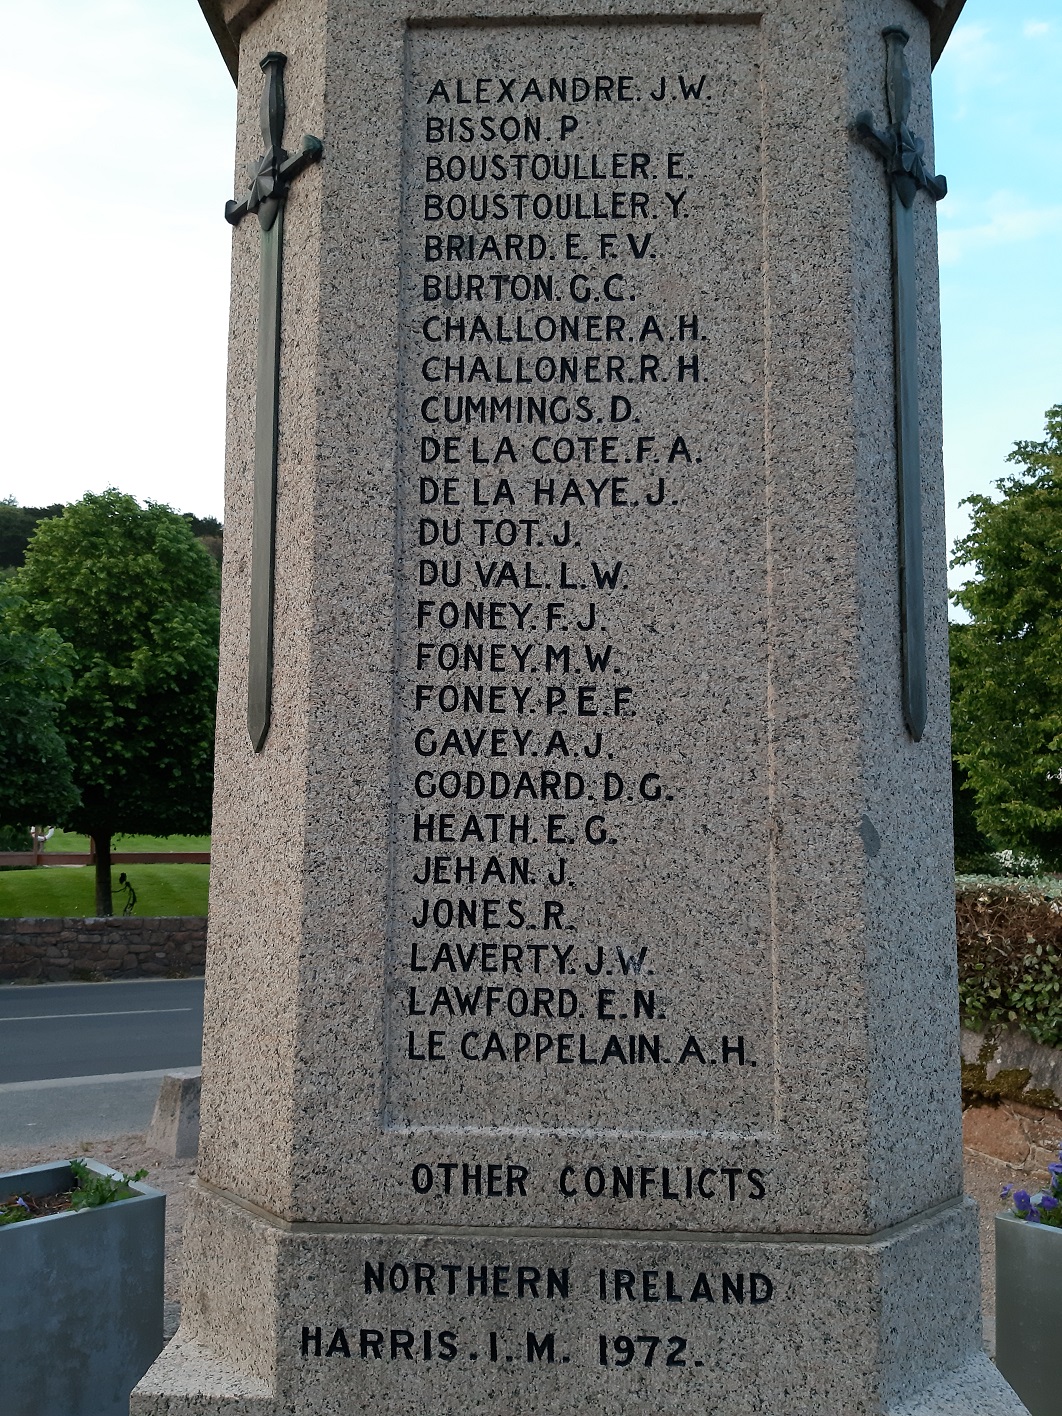 ALEXANDRE. J.W.
BISSON. P
BOUSTOULLER. E.
BOUSTOULLER. Y
BRIARD. E. F. V.
BURTON. G. C.
CHALLONER. A. H.
CHALLONER. R. H.
CUMMINGS. D.
DE LA COTE. F. A.
DE LA HAYE. J.
DU TOT. J.
DU VAL. L. W.
FONEY. F. J.
FONEY. M. W.
FONEY. P. E. F.
GAVEY. A. J.
GODDARD. D. G.
HEATH. E. G.
JEHAN. J.
JONES. R.
LAVERTY. J. W.
LAWFORD. E. N.
LE CAPPELAIN. A. H.
OTHER CONFLICTS
NORTHERN IRELAND
HARRIS. I. M. 1972.